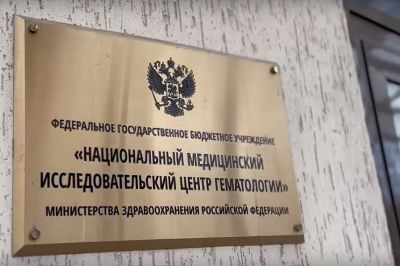 ФЕДЕРАЛЬНОЕ ГОСУДАРСТВЕННОЕ БЮДЖЕТНОЕ УЧРЕЖДЕНИЕ
«НАЦИОНАЛЬНЫЙ МЕДИЦИНСКИЙ
ИССЛЕДОВАТЕЛЬСКИЙ ЦЕНТР ГЕМАТОЛОГИИ»
МИНИСТЕРСТВА ЗДРАВООХРАНЕНИЯ РОССИЙСКОЙ ФЕДЕРАЦИИ